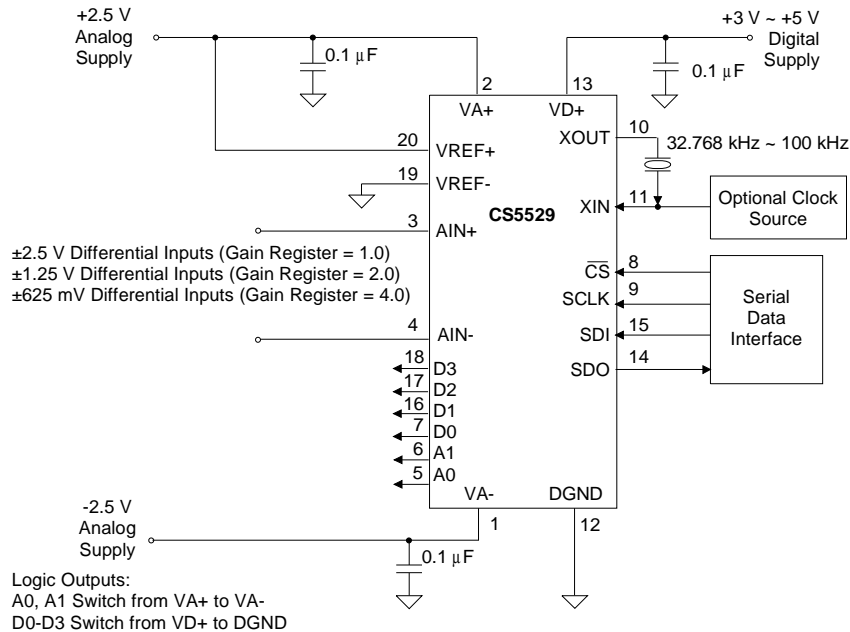 +2.5 V
Analog
Supply
0.1 µF
2
VA+
+3 V ~ +5 V
Digital
Supply
0.1 µF
13
VD+
20
VREF+
19
VREF-
3
AIN+
CS5529
XOUT
10
32.768 kHz ~ 100 kHz
XIN
11
Optional Clock
Source
±2.5 V Differential Inputs (Gain Register = 1.0)
±1.25 V Differential Inputs (Gain Register = 2.0)
±625 mV Differential Inputs (Gain Register = 4.0)
CS
8
SCLK
9
SDI
15
SDO
14
Serial
Data
Interface
4
AIN-
18
D3
17
D2
16
D1
7
D0
6
A1
5
A0
VA-
1
DGND
12
-2.5 V
Analog
Supply
0.1 µF
Logic Outputs:
A0, A1 Switch from VA+ to VA-
D0-D3 Switch from VD+ to DGND